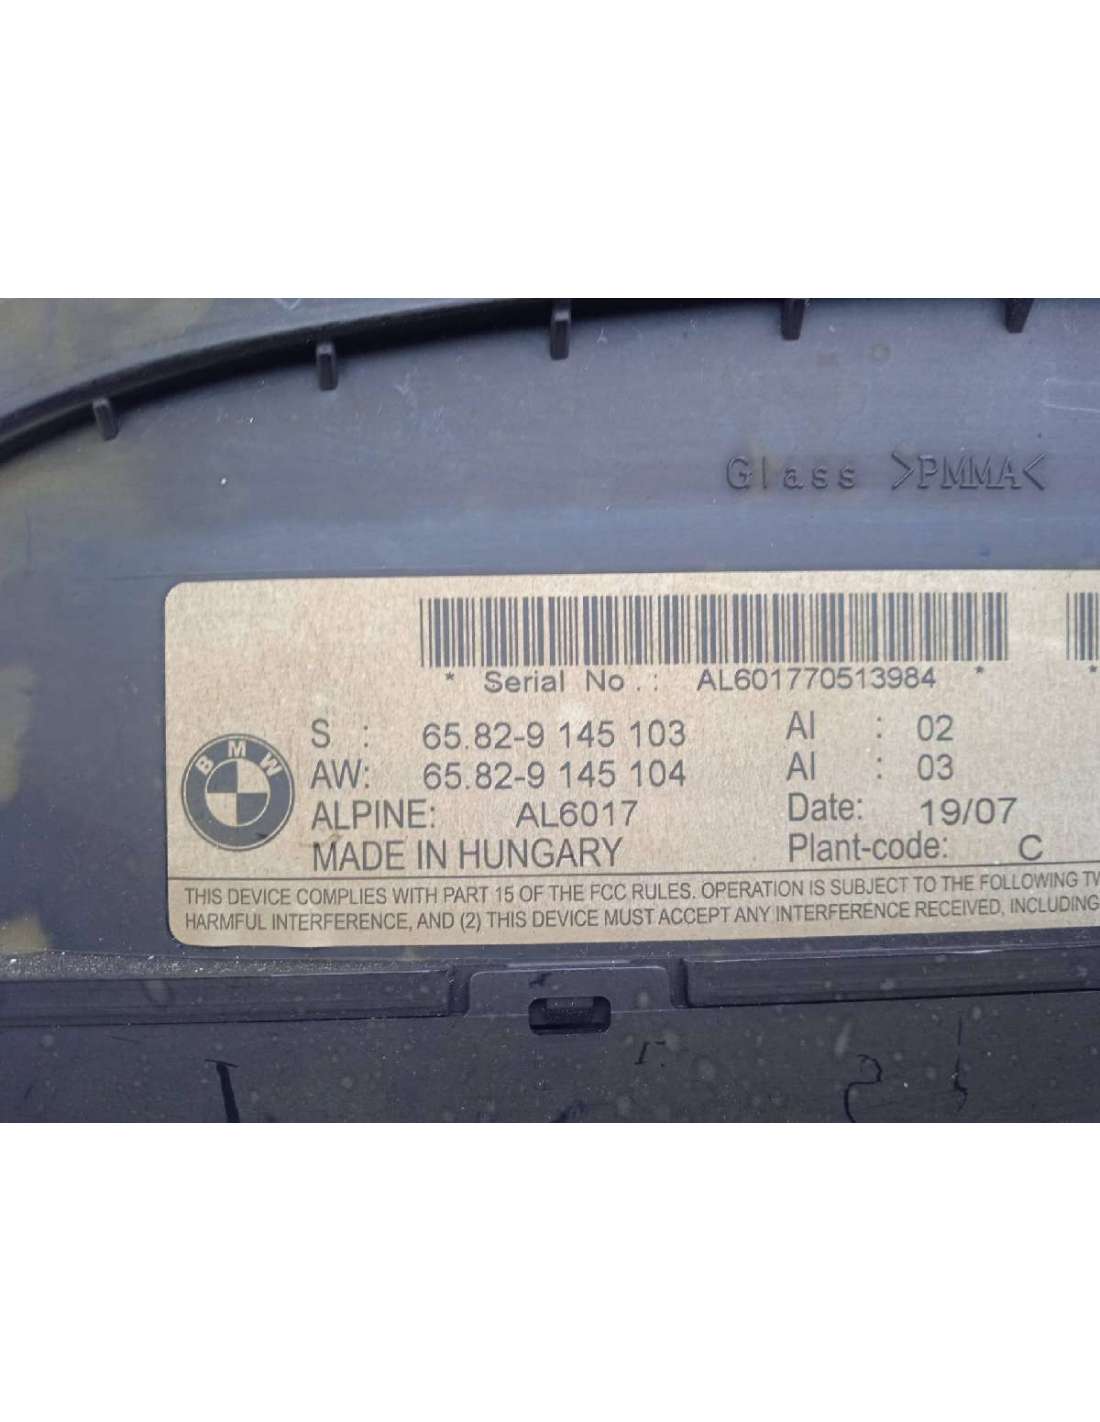 Glass >PMMA<
* Serial No.: AL601770513984 * *
S : 65.82-9 145 103 AI : 02
AW: 65.82-9 145 104 AI : 03
ALPINE: AL6017 Date: 19/07
MADE IN HUNGARY Plant-code: C
BMW
THIS DEVICE COMPLIES WITH PART 15 OF THE FCC RULES. OPERATION IS SUBJECT TO THE FOLLOWING
HARMFUL INTERFERENCE, AND (2) THIS DEVICE MUST ACCEPT ANY INTERFERENCE RECEIVED, INCLUDING